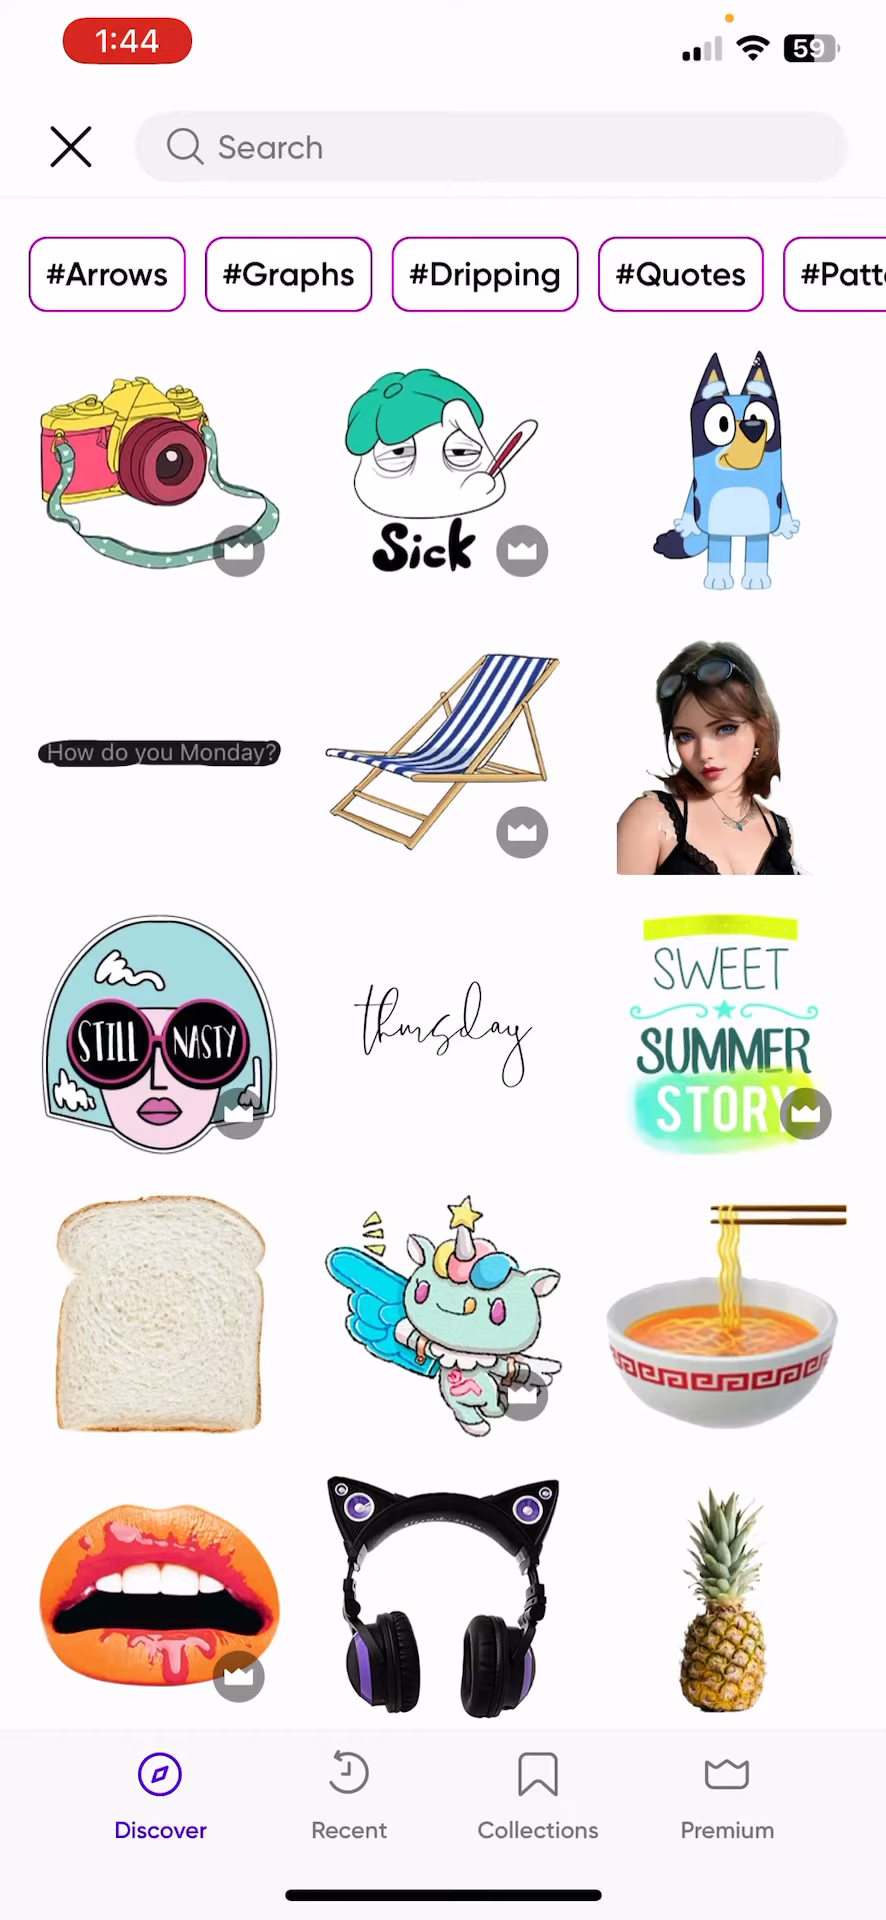 1:44
59
Search
#Arrows
#Graphs
#Dripping
#Quotes
#Patt
Sick
How do you Monday?
STILL NASTY
thursday
SWEET
SUMMER
STORY
Discover
Recent
Collections
Premium